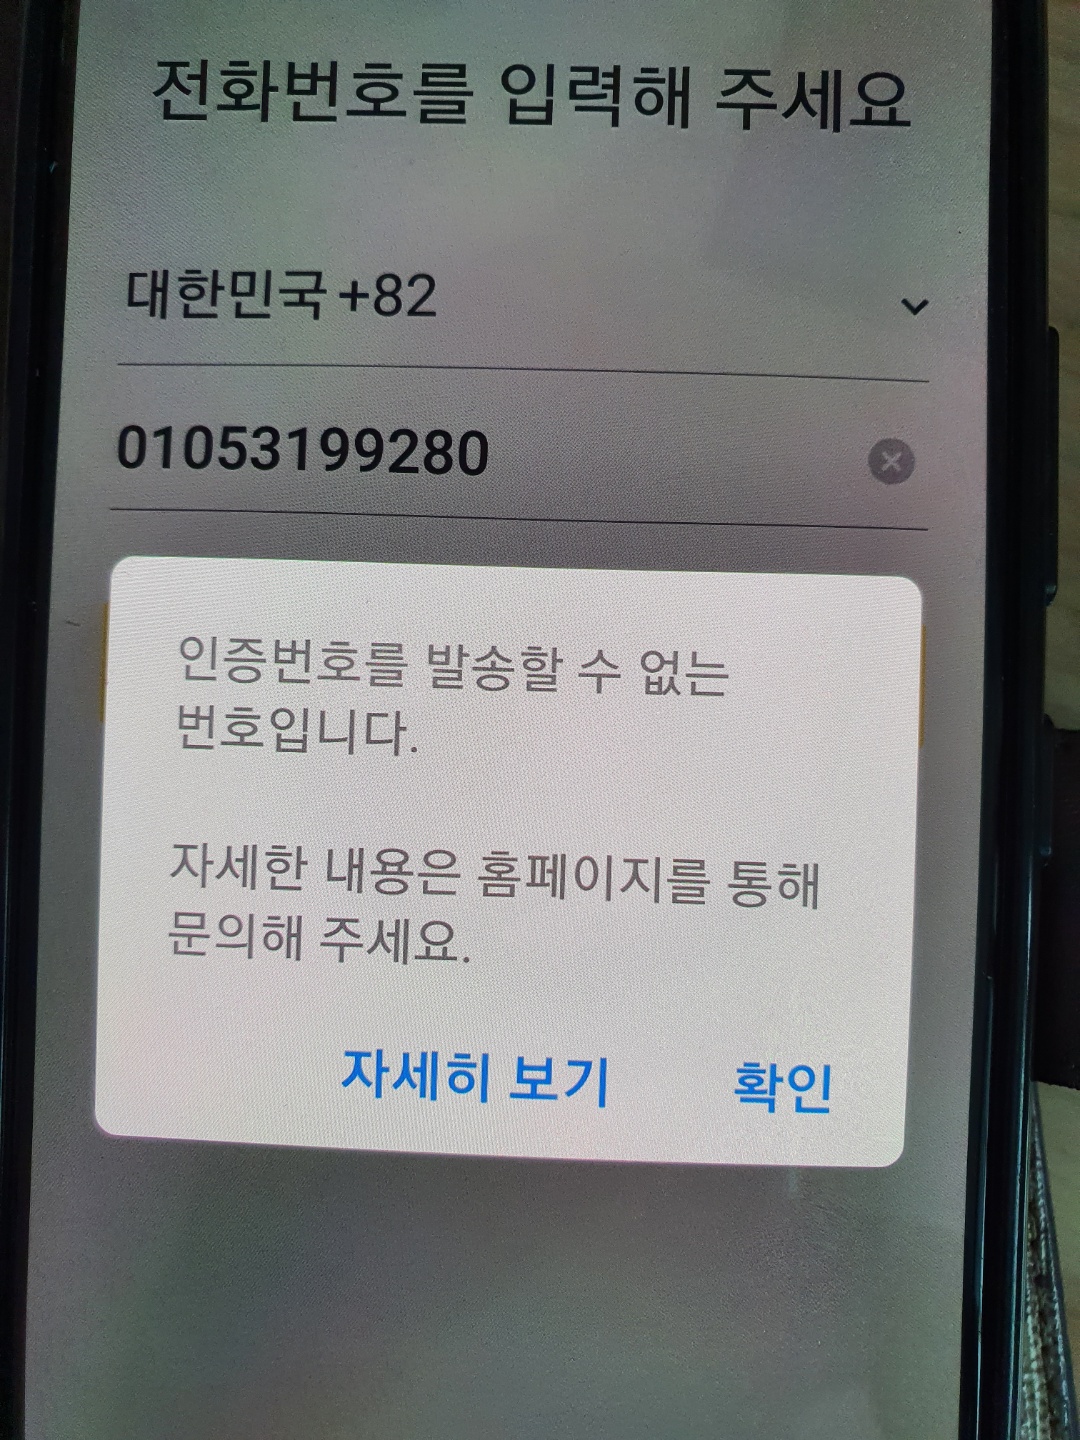 전화번호를 입력해 주세요
대한민국 +82
01053199280
인증번호를 발송할 수 없는
번호입니다.
자세한 내용은 홈페이지를 통해
문의해 주세요.
자세히 보기 확인